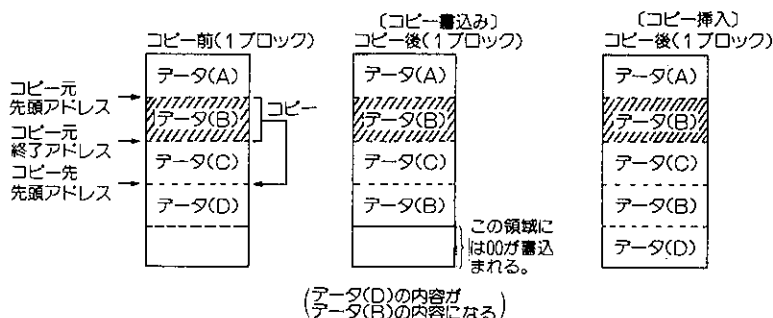 コピー前(1ブロック)
データ(A)
データ(B)
データ(C)
データ(D)
コピー元
先頭アドレス
コピー元
終了アドレス
コピー先
先頭アドレス
コピー
〔コピー書込み〕
コピー後(1ブロック)
データ(A)
データ(B)
データ(C)
データ(B)
この領域に
は00が書込
まれる。
(データ(D)の内容が
データ(B)の内容になる)
〔コピー挿入〕
コピー後(1ブロック)
データ(A)
データ(B)
データ(C)
データ(B)
データ(D)